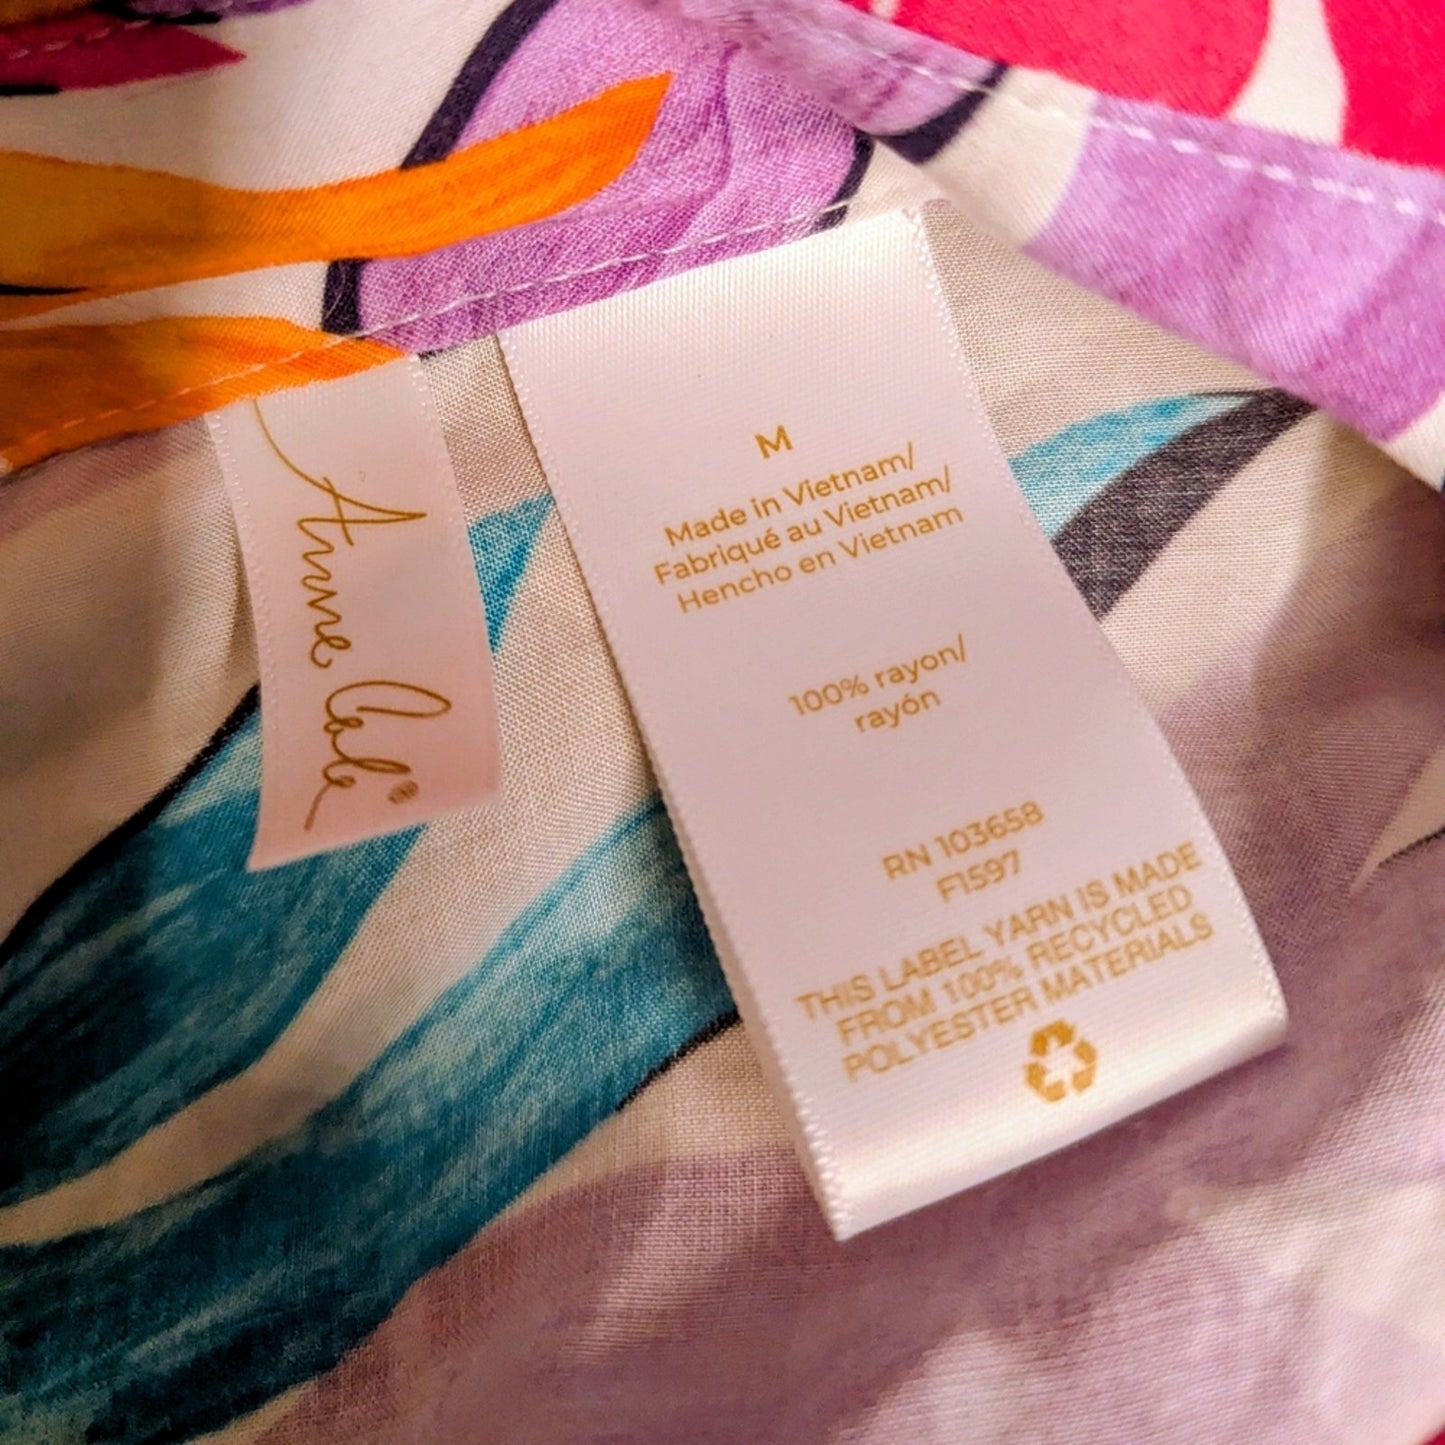 Anne Cole®
M
Made in Vietnam/
Fabriqué au Vietnam/
Hencho en Vietnam
100% rayon/
rayón
RN 103658
F1597
THIS LABEL YARN IS MADE
FROM 100% RECYCLED
POLYESTER MATERIALS